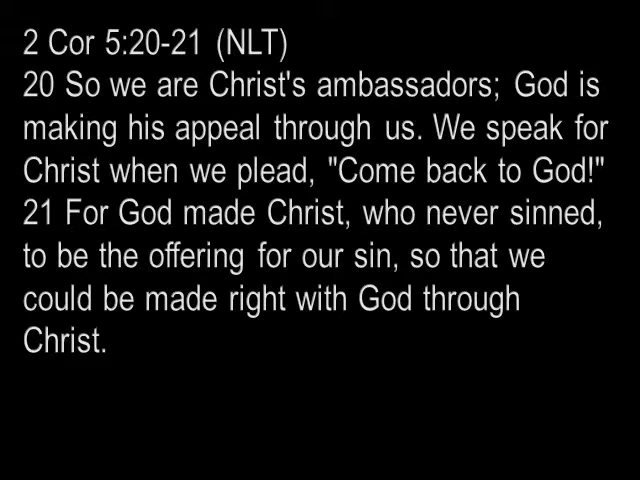 2 Cor 5:20-21 (NLT)
20 So we are Christ's ambassadors; God is
making his appeal through us. We speak for
Christ when we plead, "Come back to God!"
21 For God made Christ, who never sinned,
to be the offering for our sin, so that we
could be made right with God through
Christ.